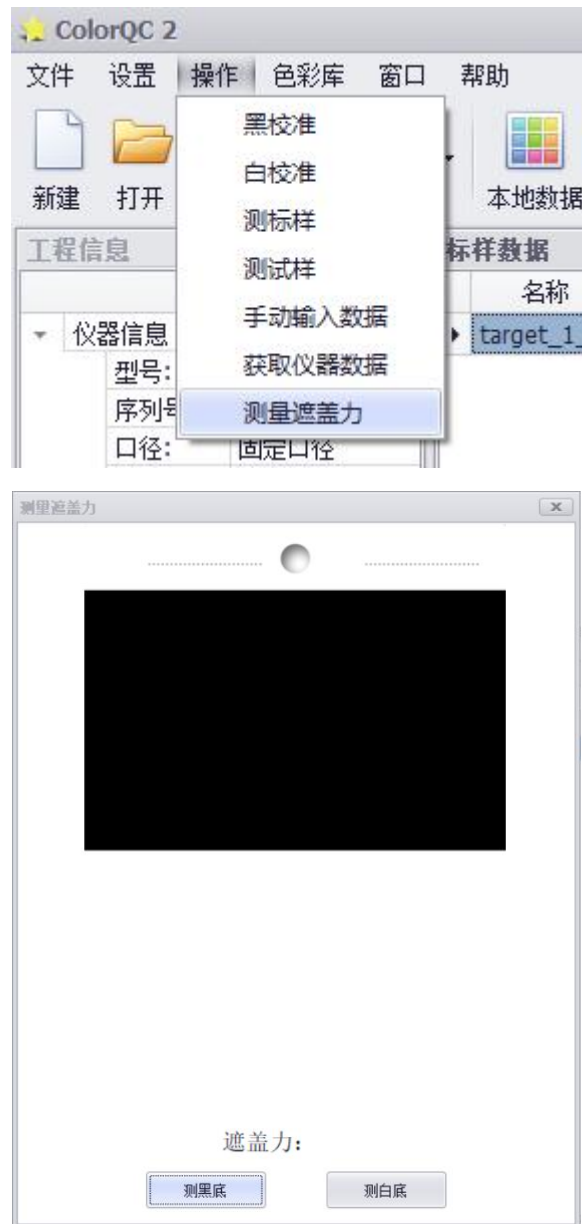 ColorQC 2
文件 设置 操作 色彩库 窗口 帮助
黑校准
白校准
测标样
测试样
手动输入数据
获取仪器数据
测量遮盖力
新建 打开 本地数据
工程信息 标样数据
名称
仪器信息 target_1_
型号:
序列号
口径: 固定口径
测量遮盖力
遮盖力:
测黑底 测白底